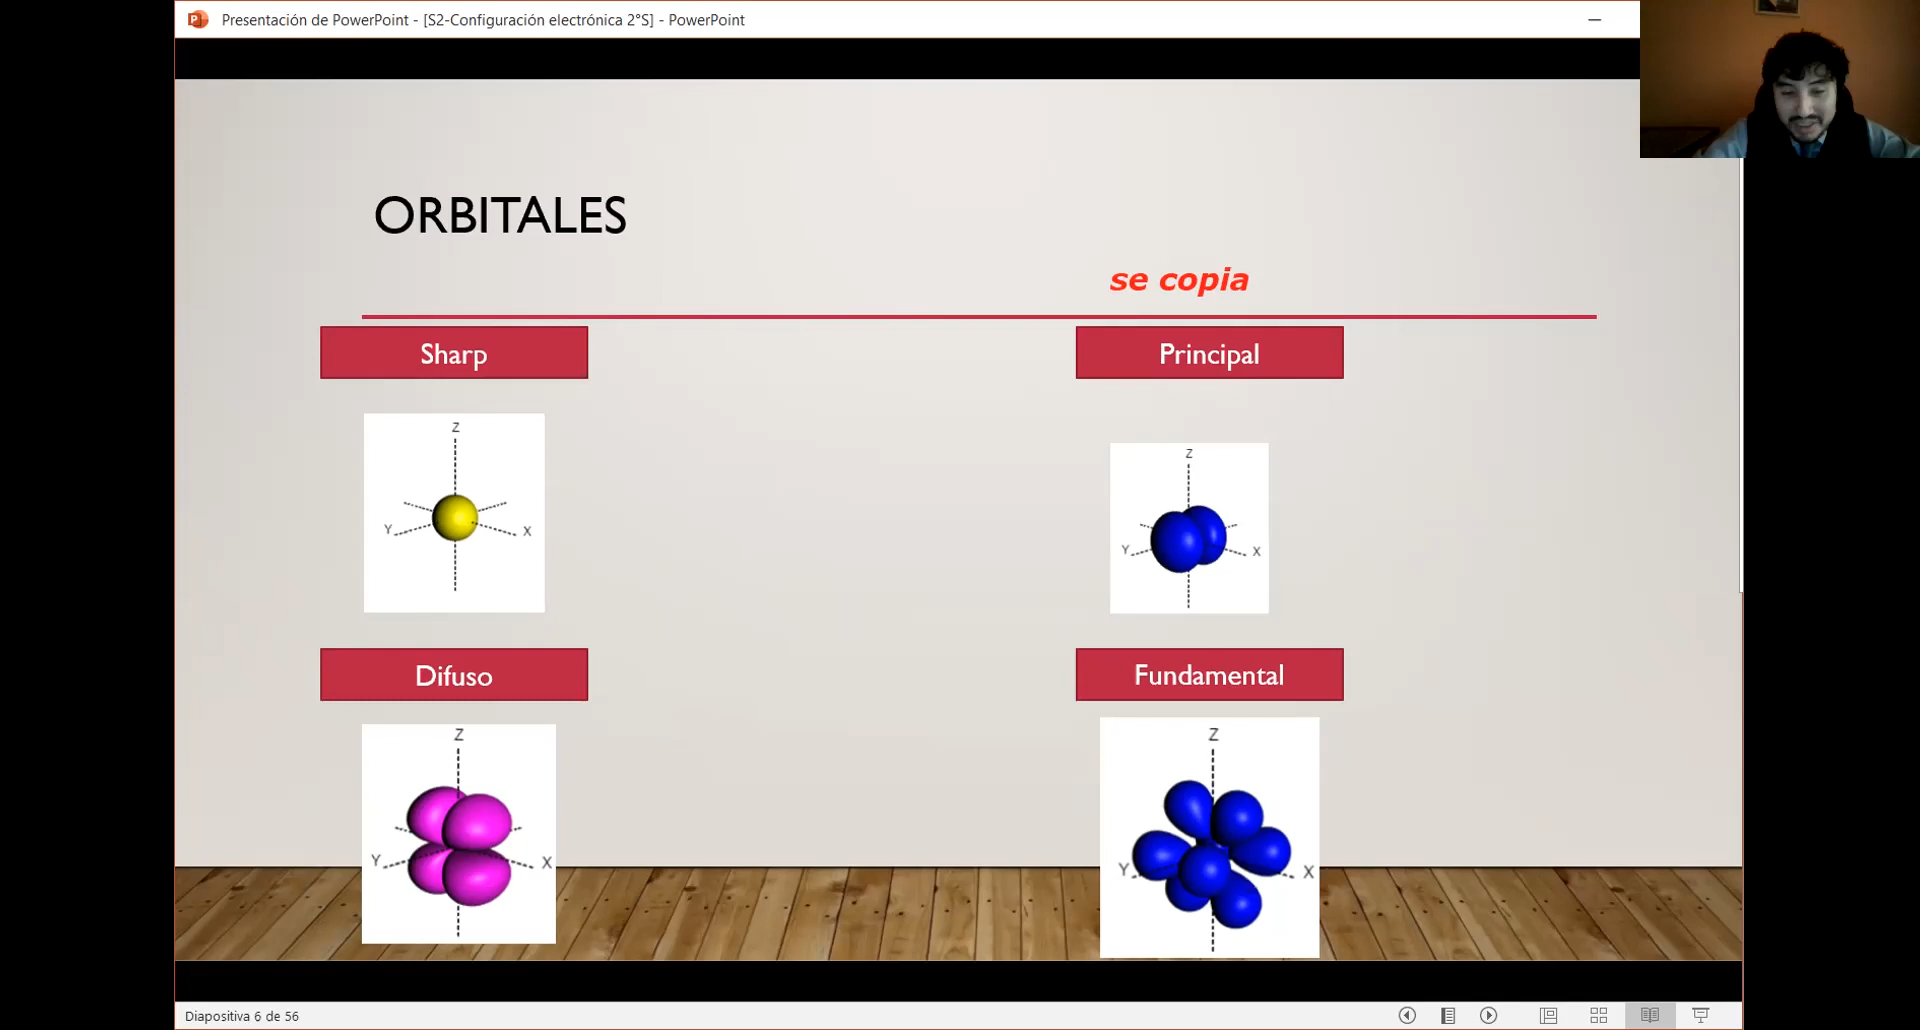 Presentación de PowerPoint - [S2-Configuración electrónica 2°S] - PowerPoint
ORBITALES
se copia
Sharp
Principal
Z
Y
X
Z
Y
X
Difuso
Fundamental
Z
Y
X
Z
Y
X
Diapositiva 6 de 56